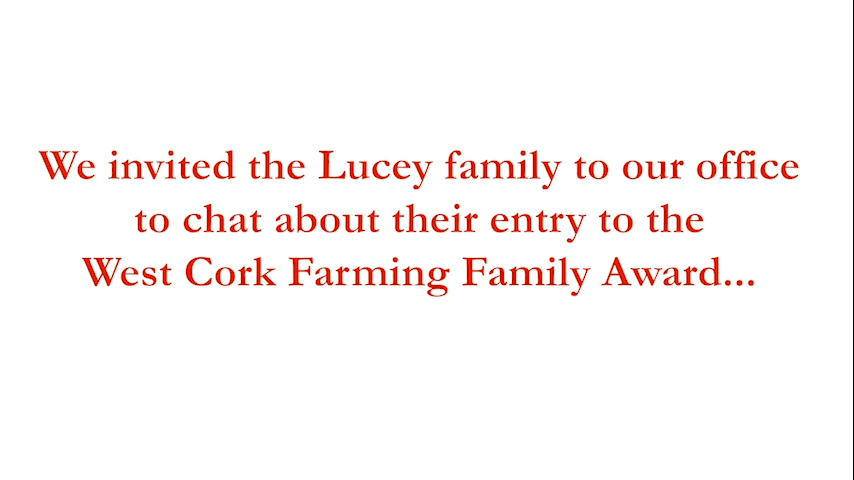 We invited the Lucey family to our office
to chat about their entry to the
West Cork Farming Family Award...